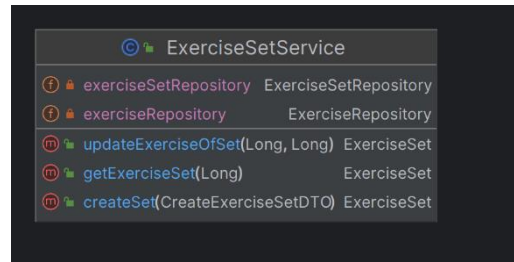 ExerciseSetService
exerciseSetRepository ExerciseSetRepository
exerciseRepository ExerciseRepository
updateExerciseOfSet(Long, Long) ExerciseSet
getExerciseSet(Long) ExerciseSet
createSet(CreateExerciseSetDTO) ExerciseSet